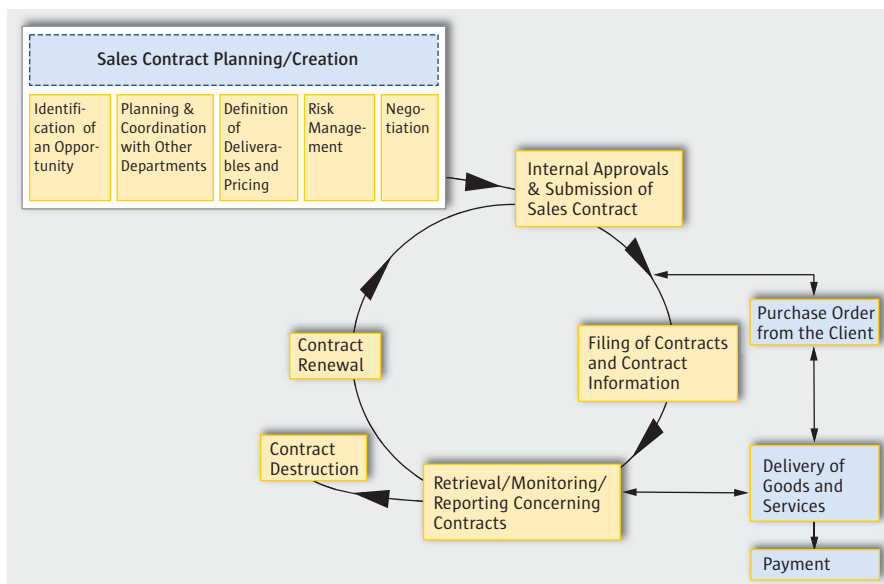 Sales Contract Planning/Creation
Identifi-
cation of
an Oppor-
tunity
Planning &
Coordination
with Other
Departments
Definition
of
Delivera-
bles and
Pricing
Risk
Manage-
ment
Nego-
tiation
Internal Approvals
& Submission of
Sales Contract
Purchase Order
from the Client
Filing of Contracts
and Contract
Information
Contract
Renewal
Contract
Destruction
Retrieval/Monitoring/
Reporting Concerning
Contracts
Delivery of
Goods and
Services
Payment